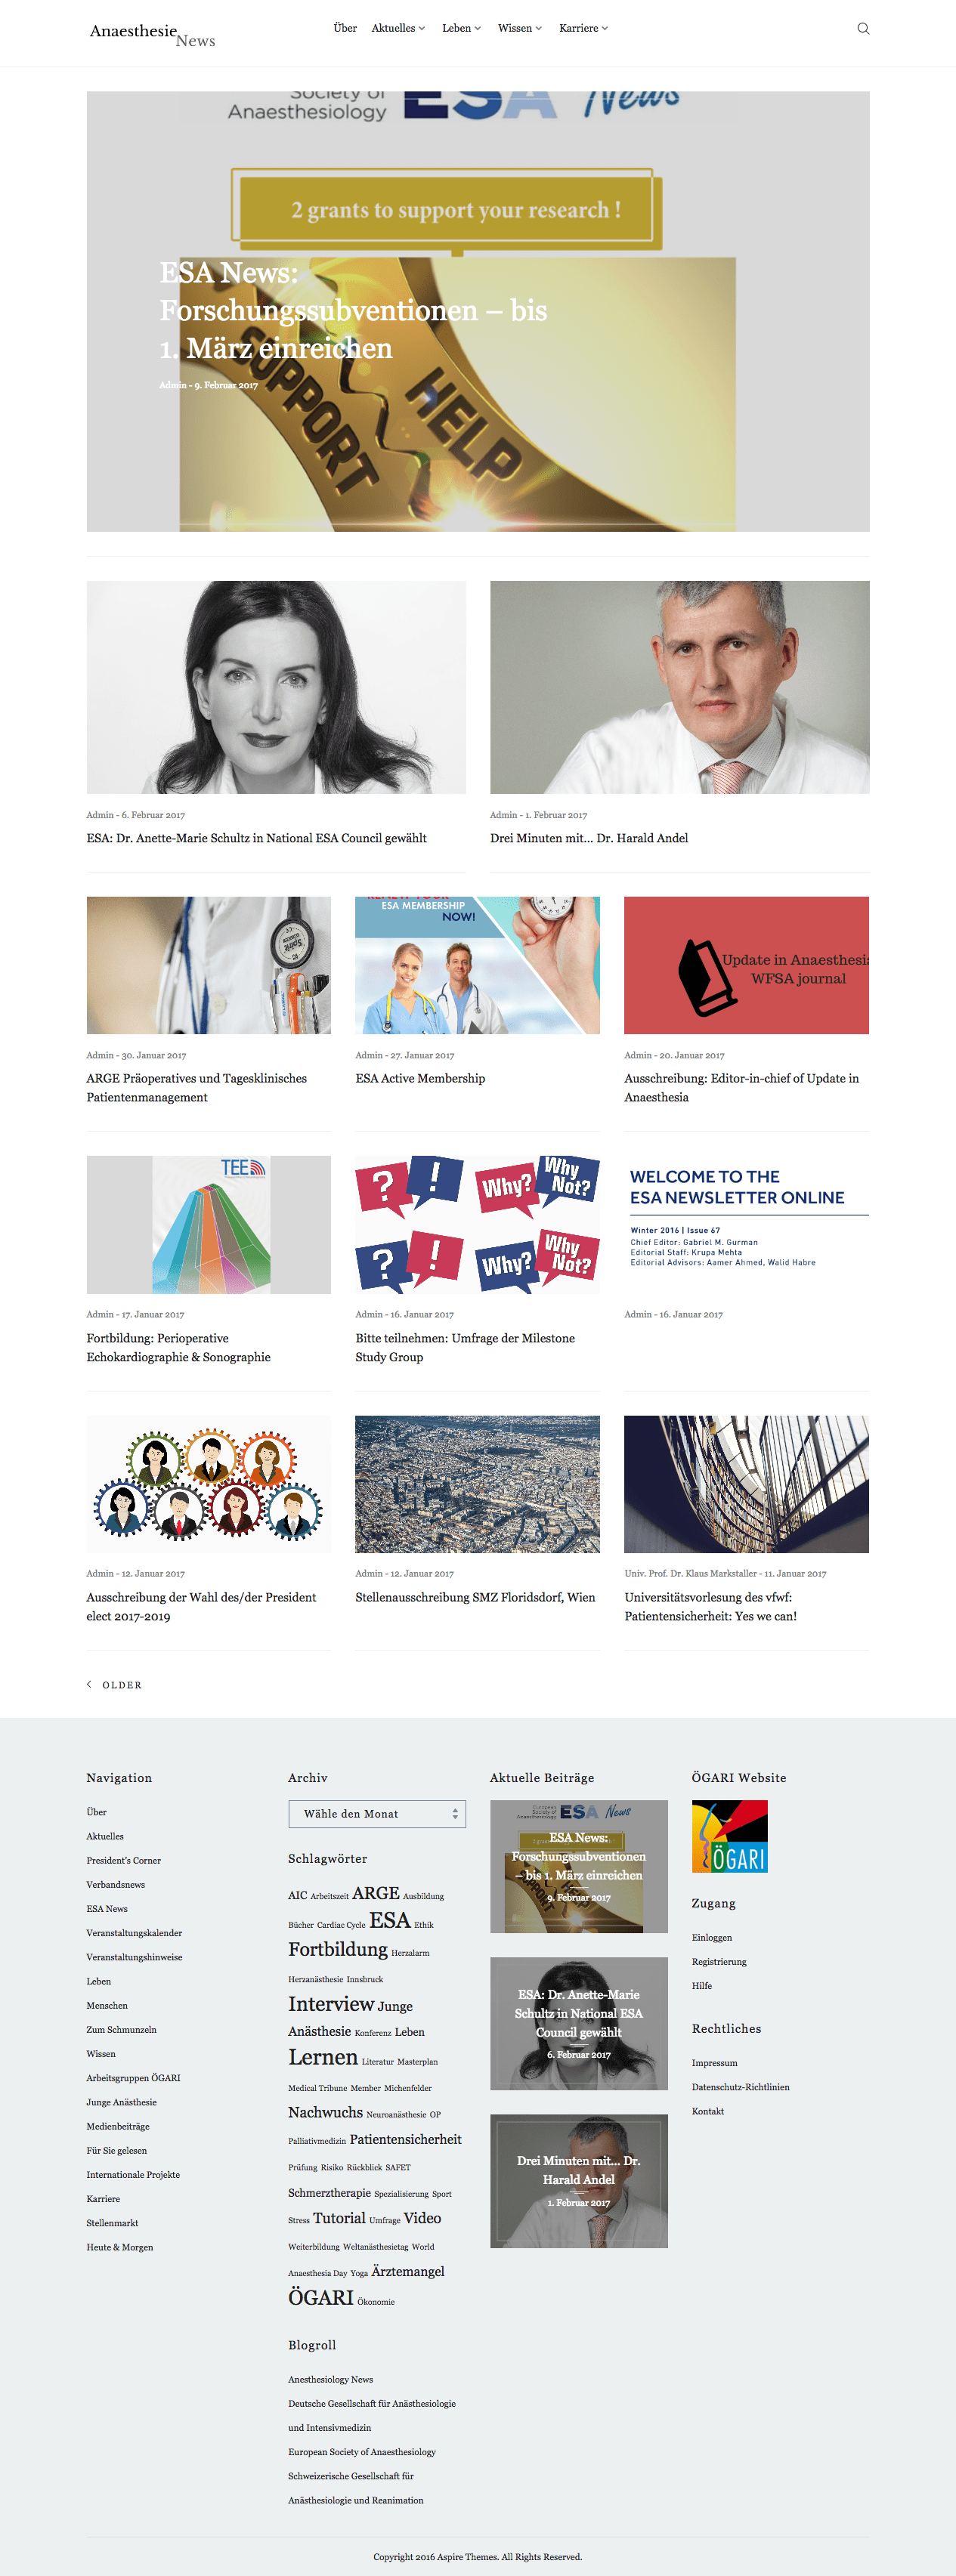 Anaesthesie
News
Über Aktuelles Leben Wissen Karriere
Society of
Anaesthesiology ESA News
2 grants to support your research !
ESA News:
Forschungssubventionen – bis
1. März einreichen
Admin - 9. Februar 2017
SUPPORT HELP
Admin - 6. Februar 2017
ESA: Dr. Anette-Marie Schultz in National ESA Council gewählt
Admin - 1. Februar 2017
Drei Minuten mit... Dr. Harald Andel
RENEW YOUR
ESA MEMBERSHIP
NOW!
Update in Anaesthesia
WFSA journal
Admin - 30. Januar 2017
ARGE Präoperatives und Tagesklinisches
Patientenmanagement
Admin - 27. Januar 2017
ESA Active Membership
Admin - 20. Januar 2017
Ausschreibung: Editor-in-chief of Update in
Anaesthesia
TEE
? ! Why? Why Not?
? ! Why? Why Not?
WELCOME TO THE
ESA NEWSLETTER ONLINE
Winter 2016 | Issue 67
Chief Editor: Gabriel M. Gurman
Editorial Staff: Krupa Mehta
Editorial Advisors: Aamer Ahmed, Walid Habre
Admin - 17. Januar 2017
Fortbildung: Perioperative
Echokardiographie & Sonographie
Admin - 16. Januar 2017
Bitte teilnehmen: Umfrage der Milestone
Study Group
Admin - 16. Januar 2017
Admin - 12. Januar 2017
Ausschreibung der Wahl des/der President
elect 2017-2019
Admin - 12. Januar 2017
Stellenausschreibung SMZ Floridsdorf, Wien
Univ. Prof. Dr. Klaus Markstaller - 11. Januar 2017
Universitätsvorlesung des vfwf:
Patientensicherheit: Yes we can!
OLDER
Navigation
Über
Aktuelles
President's Corner
Verbandsnews
ESA News
Veranstaltungskalender
Veranstaltungshinweise
Leben
Menschen
Zum Schmunzeln
Wissen
Arbeitsgruppen ÖGARI
Junge Anästhesie
Medienbeiträge
Für Sie gelesen
Internationale Projekte
Karriere
Stellenmarkt
Heute & Morgen
Archiv
Wähle den Monat
Schlagwörter
AIC Arbeitszeit ARGE Ausbildung
Bücher Cardiac Cycle ESA Ethik
Fortbildung Herzalarm
Herzanästhesie Innsbruck
Interview Junge
Anästhesie Konferenz Leben
Lernen Literatur Masterplan
Medical Tribune Member Michenfelder
Nachwuchs Neuroanästhesie OP
Palliativmedizin Patientensicherheit
Prüfung Risiko Rückblick SAFET
Schmerztherapie Spezialisierung Sport
Stress Tutorial Umfrage Video
Weiterbildung Weltanästhesietag World
Anaesthesia Day Yoga Ärztemangel
ÖGARI Ökonomie
Blogroll
Anesthesiology News
Deutsche Gesellschaft für Anästhesiologie
und Intensivmedizin
European Society of Anaesthesiology
Schweizerische Gesellschaft für
Anästhesiologie und Reanimation
Aktuelle Beiträge
European
Society of
Anaesthesiology ESA News
ESA News:
Forschungssubventionen
– bis 1. März einreichen
9. Februar 2017
SUPPORT HELP
ESA: Dr. Anette-Marie
Schultz in National ESA
Council gewählt
6. Februar 2017
Drei Minuten mit... Dr.
Harald Andel
1. Februar 2017
ÖGARI Website
ÖGARI
Zugang
Einloggen
Registrierung
Hilfe
Rechtliches
Impressum
Datenschutz-Richtlinien
Kontakt
Copyright 2016 Aspire Themes. All Rights Reserved.